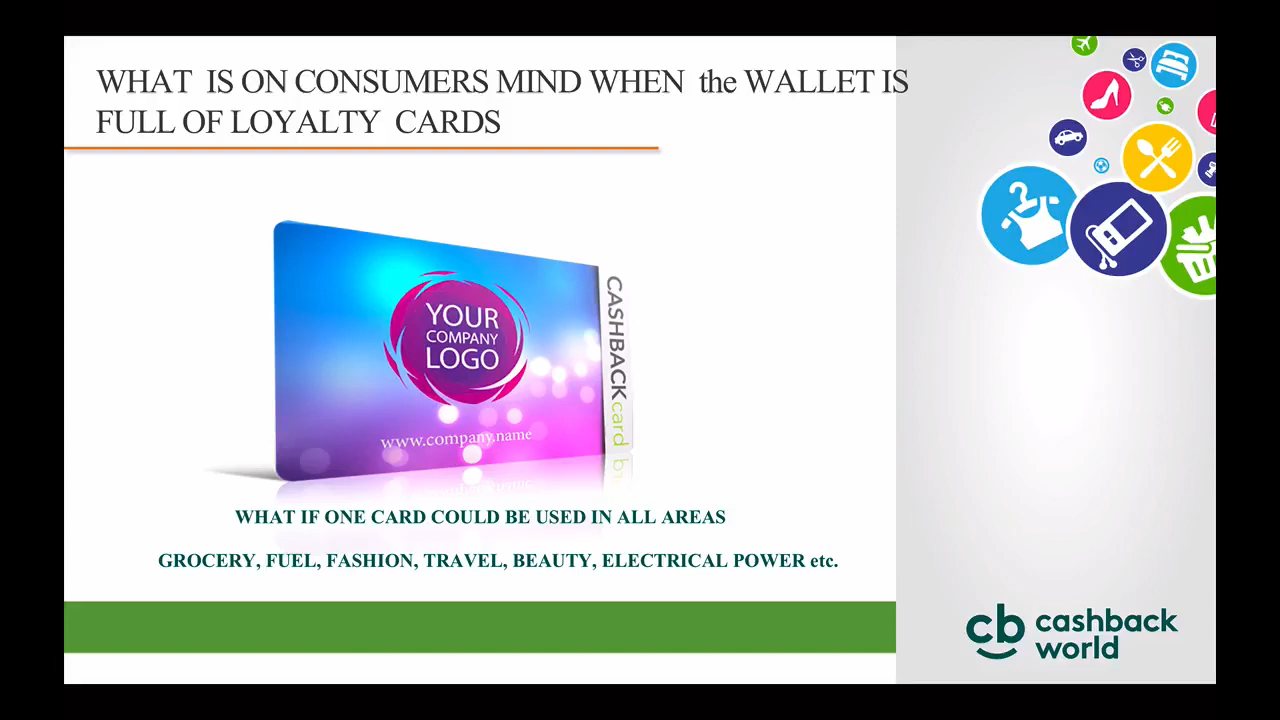 WHAT IS ON CONSUMERS MIND WHEN the WALLET IS
FULL OF LOYALTY CARDS
YOUR
COMPANY
LOGO
www.company.name
CASHBACK card by
WHAT IF ONE CARD COULD BE USED IN ALL AREAS
GROCERY, FUEL, FASHION, TRAVEL, BEAUTY, ELECTRICAL POWER etc.
cb cashback
world